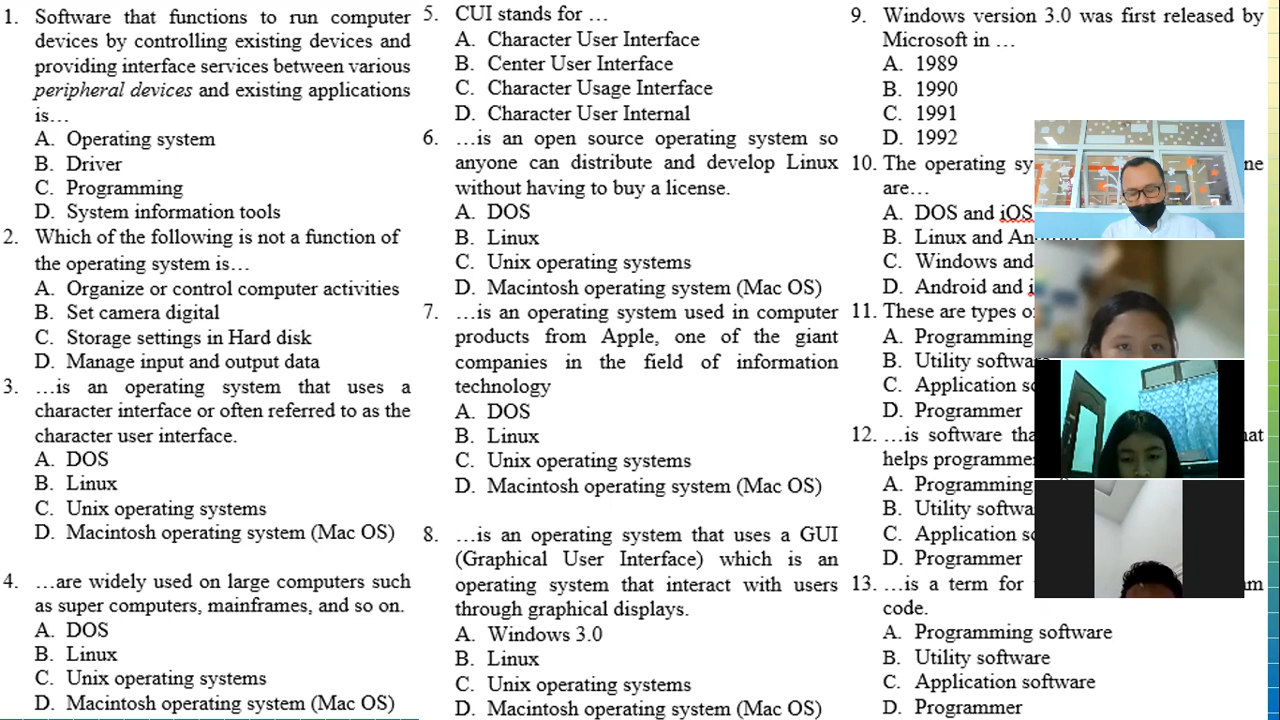 1. Software that functions to run computer
devices by controlling existing devices and
providing interface services between various
peripheral devices and existing applications
is…
A. Operating system
B. Driver
C. Programming
D. System information tools
2. Which of the following is not a function of
the operating system is…
A. Organize or control computer activities
B. Set camera digital
C. Storage settings in Hard disk
D. Manage input and output data
3. …is an operating system that uses a
character interface or often referred to as the
character user interface.
A. DOS
B. Linux
C. Unix operating systems
D. Macintosh operating system (Mac OS)
4. …are widely used on large computers such
as super computers, mainframes, and so on.
A. DOS
B. Linux
C. Unix operating systems
D. Macintosh operating system (Mac OS)
5. CUI stands for …
A. Character User Interface
B. Center User Interface
C. Character Usage Interface
D. Character User Internal
6. …is an open source operating system so
anyone can distribute and develop Linux
without having to buy a license.
A. DOS
B. Linux
C. Unix operating systems
D. Macintosh operating system (Mac OS)
7. …is an operating system used in computer
products from Apple, one of the giant
companies in the field of information
technology
A. DOS
B. Linux
C. Unix operating systems
D. Macintosh operating system (Mac OS)
8. …is an operating system that uses a GUI
(Graphical User Interface) which is an
operating system that interact with users
through graphical displays.
A. Windows 3.0
B. Linux
C. Unix operating systems
D. Macintosh operating system (Mac OS)
9. Windows version 3.0 was first released by
Microsoft in …
A. 1989
B. 1990
C. 1991
D. 1992
10. The operating
are…
A. DOS and iOS
B. Linux and
C. Windows and
D. Android and
11. These are types
A. Programming
B. Utility
C. Application
D. Programmer
12. …is software
helps
A. Programming
B. Utility
C. Application
D. Programmer
13. …is a term for
code.
A. Programming software
B. Utility software
C. Application software
D. Programmer